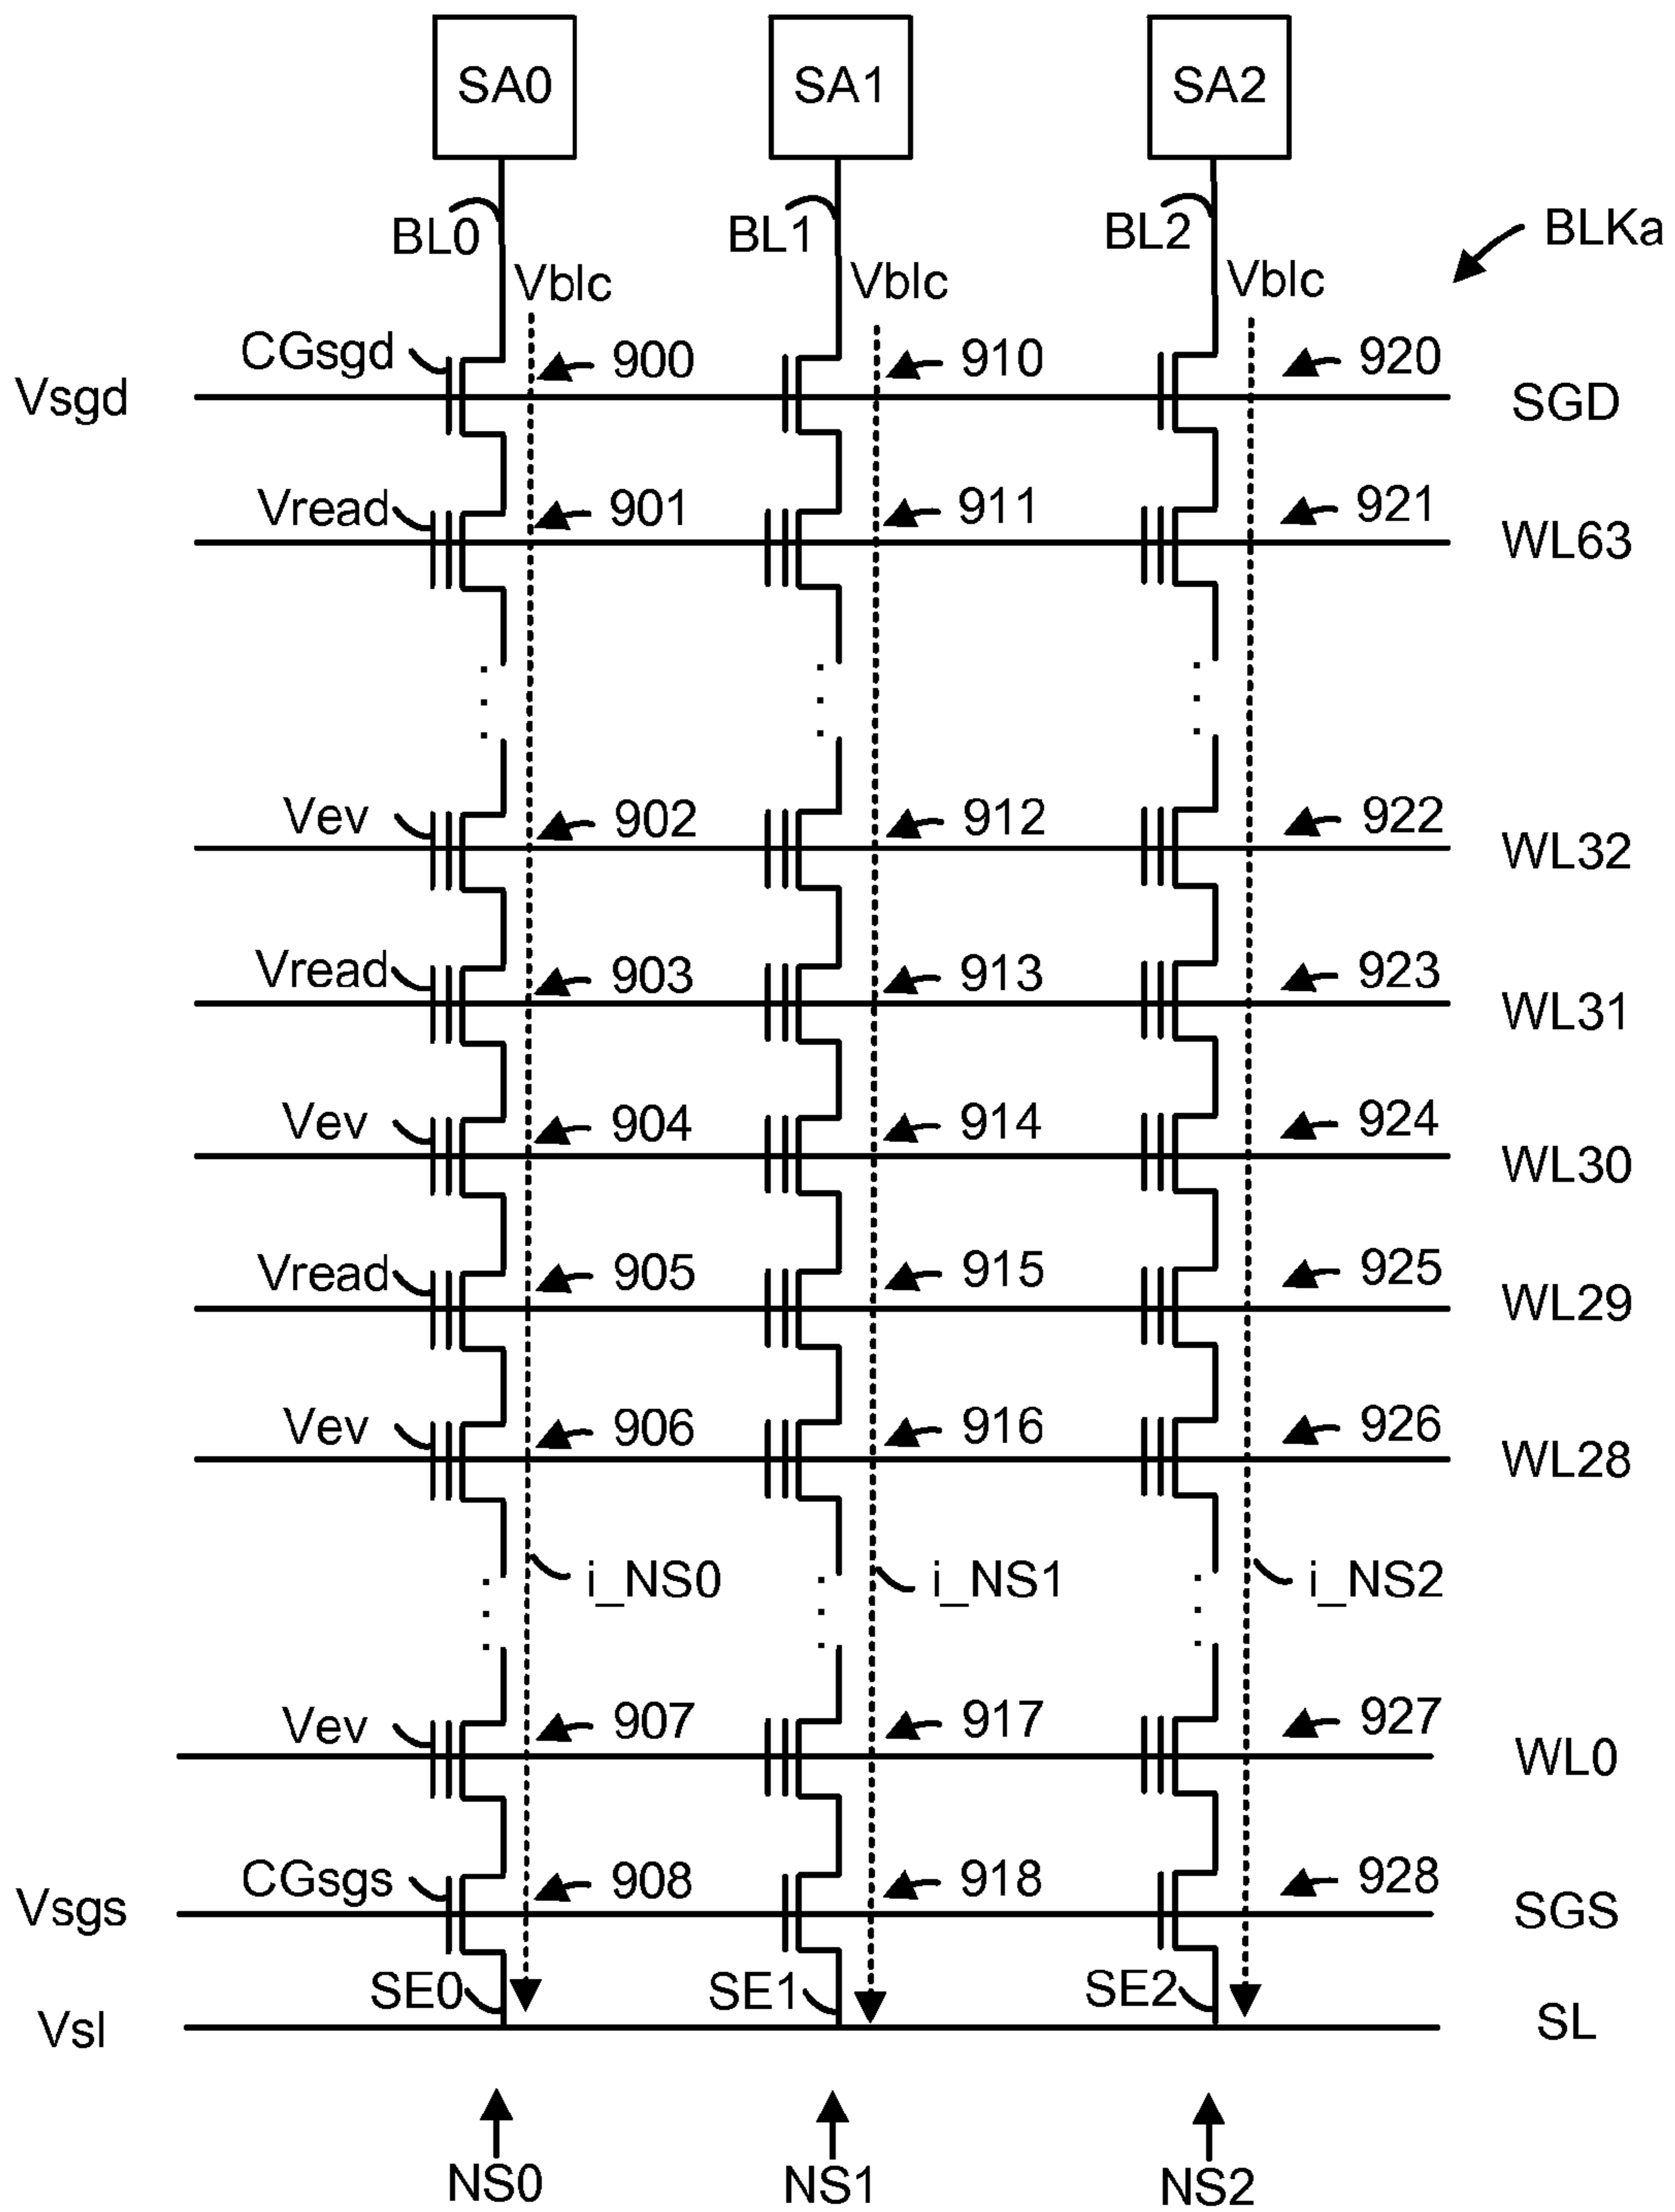 SA0 SA1 SA2
BL0 BL1 BL2 BLKa
Vblc Vblc Vblc
CGsgd 900 910 920
Vsgd SGD
Vread 901 911 921
WL63
Vev 902 912 922
WL32
Vread 903 913 923
WL31
Vev 904 914 924
WL30
Vread 905 915 925
WL29
Vev 906 916 926
WL28
i_NS0 i_NS1 i_NS2
Vev 907 917 927
WL0
CGsgs 908 918 928
Vsgs SGS
SE0 SE1 SE2
Vsl SL
NS0 NS1 NS2